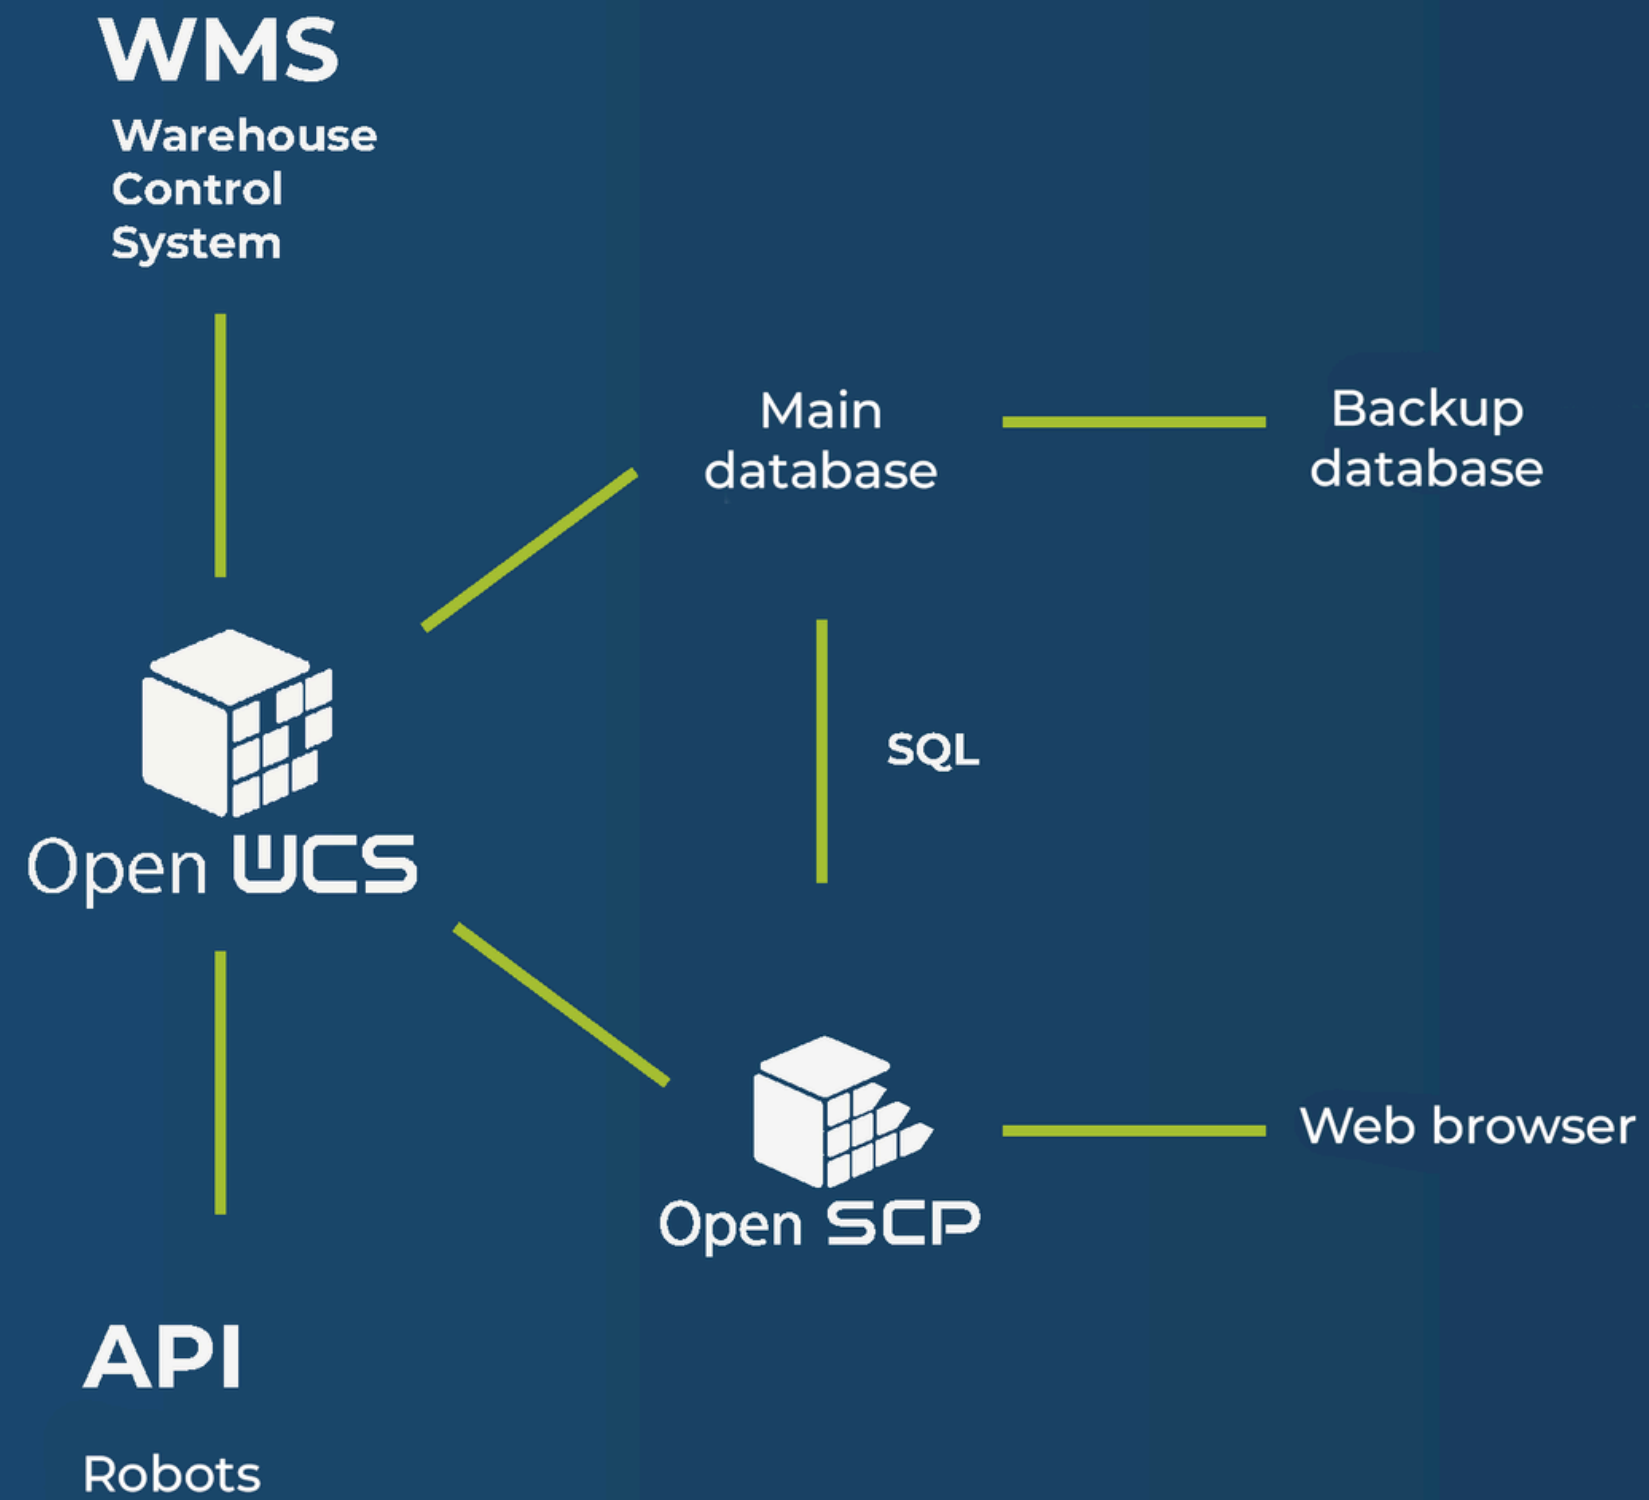 WMS
Warehouse
Control
System
Main
database
Backup
database
SQL
Open WCS
Open SCP
Web browser
API
Robots